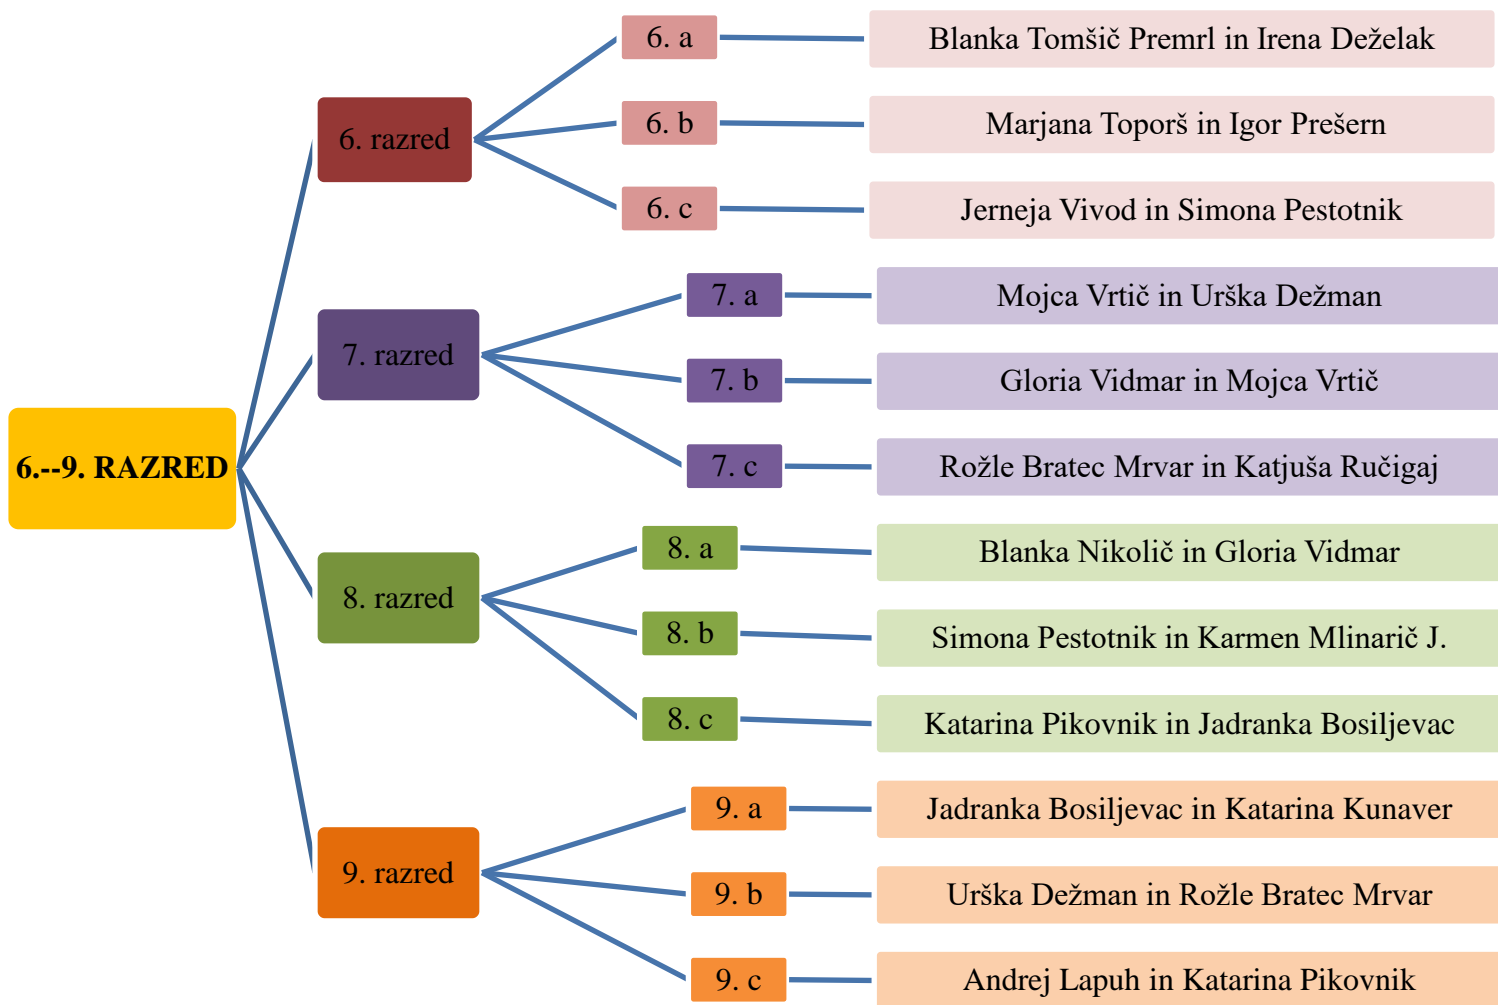 6.--9. RAZRED
6. razred
6. a
Blanka Tomšič Premrl in Irena Deželak
6. b
Marjana Toporš in Igor Prešern
6. c
Jerneja Vivod in Simona Pestotnik
7. razred
7. a
Mojca Vrtič in Urška Dežman
7. b
Gloria Vidmar in Mojca Vrtič
7. c
Rožle Bratec Mrvar in Katjuša Ručigaj
8. razred
8. a
Blanka Nikolič in Gloria Vidmar
8. b
Simona Pestotnik in Karmen Mlinarič J.
8. c
Katarina Pikovnik in Jadranka Bosiljevac
9. razred
9. a
Jadranka Bosiljevac in Katarina Kunaver
9. b
Urška Dežman in Rožle Bratec Mrvar
9. c
Andrej Lapuh in Katarina Pikovnik